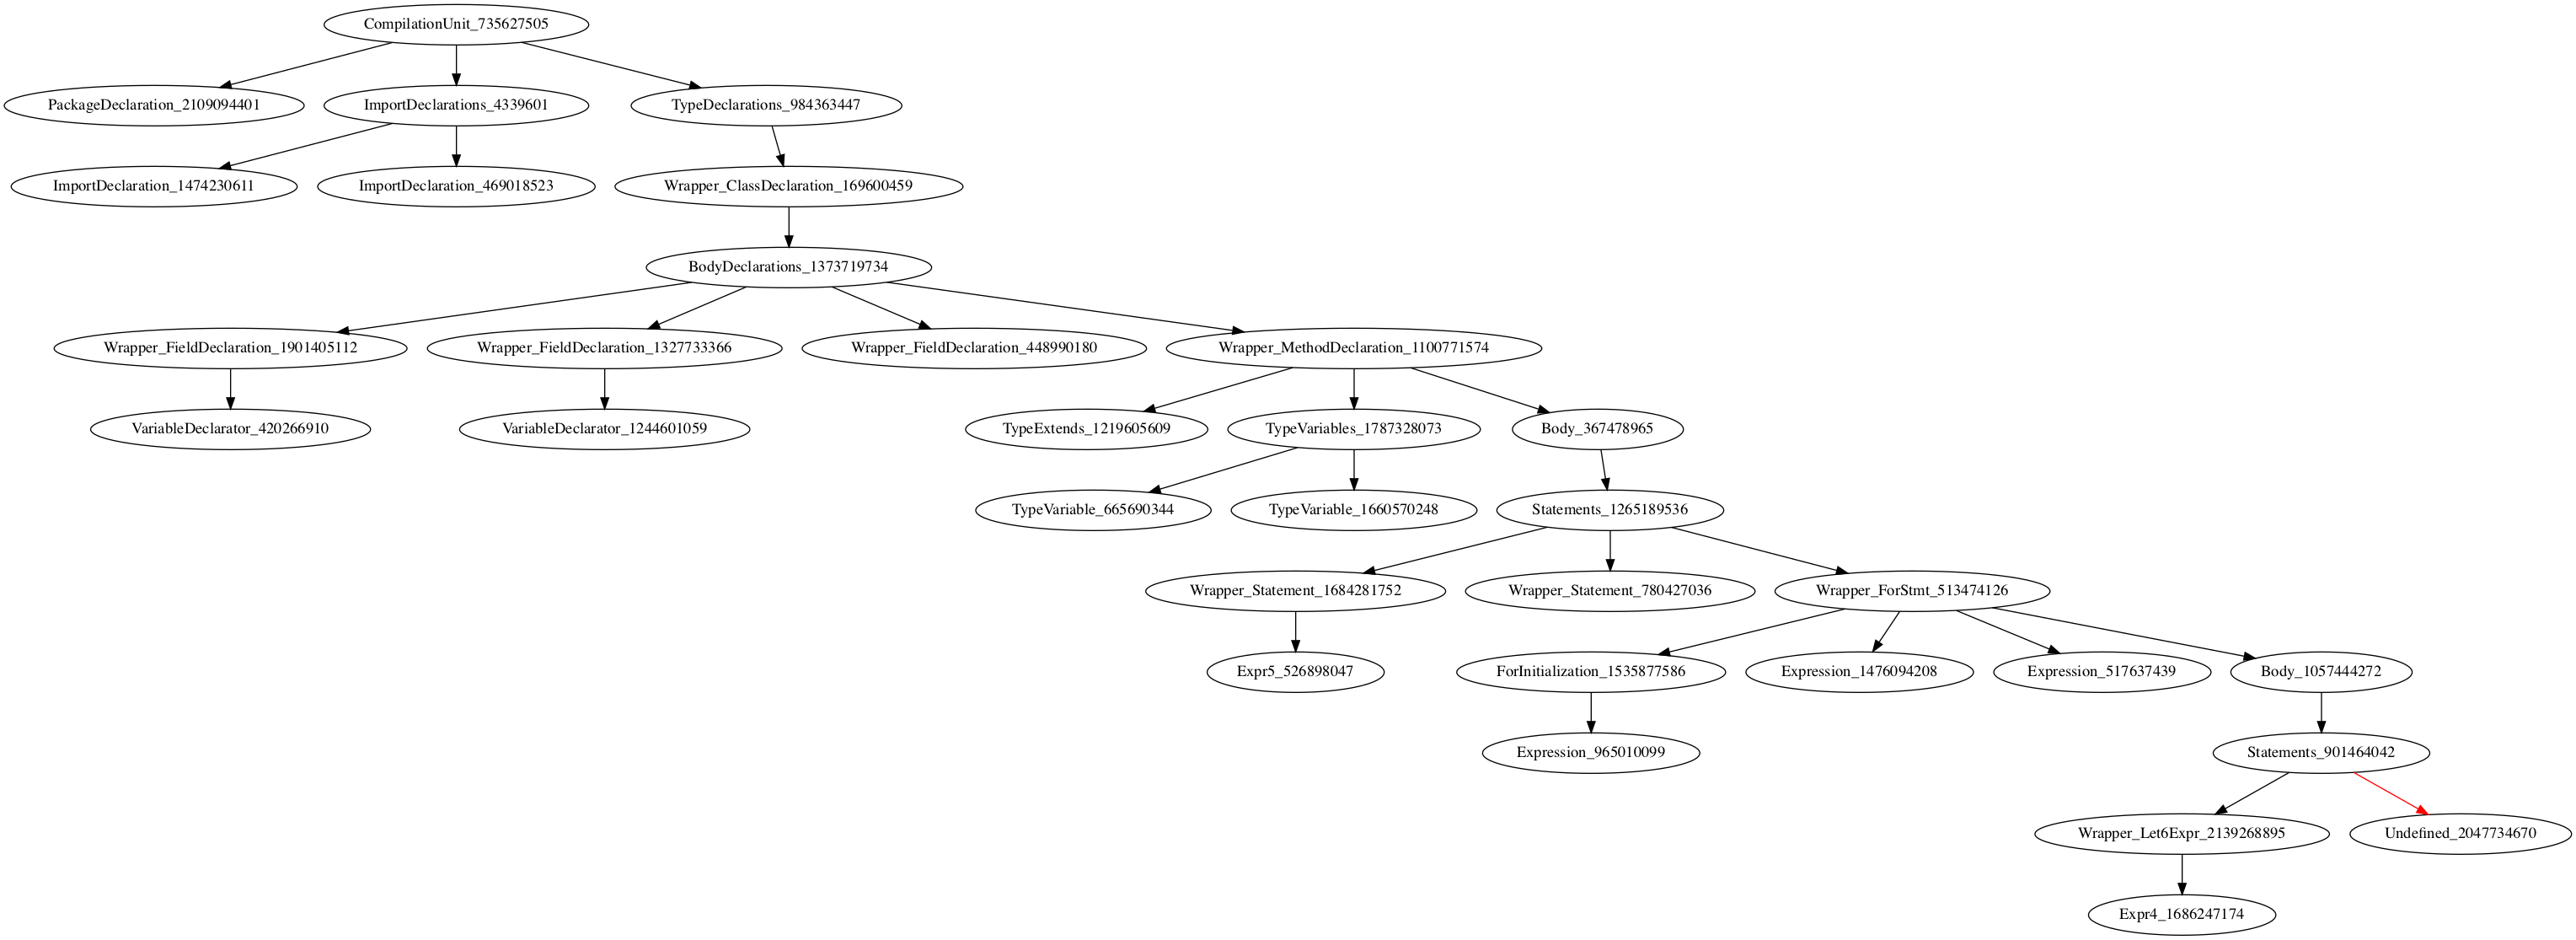 CompilationUnit_735627505
PackageDeclaration_2109094401
ImportDeclarations_4339601
TypeDeclarations_984363447
ImportDeclaration_1474230611
ImportDeclaration_469018523
Wrapper_ClassDeclaration_169600459
BodyDeclarations_1373719734
Wrapper_FieldDeclaration_1901405112
Wrapper_FieldDeclaration_1327733366
Wrapper_FieldDeclaration_448990180
Wrapper_MethodDeclaration_1100771574
VariableDeclarator_420266910
VariableDeclarator_1244601059
TypeExtends_1219605609
TypeVariables_1787328073
Body_367478965
TypeVariable_665690344
TypeVariable_1660570248
Statements_1265189536
Wrapper_Statement_1684281752
Wrapper_Statement_780427036
Wrapper_ForStmt_513474126
Expr5_526898047
ForInitialization_1535877586
Expression_1476094208
Expression_517637439
Body_1057444272
Expression_965010099
Statements_901464042
Wrapper_Let6Expr_2139268895
Undefined_2047734670
Expr4_1686247174